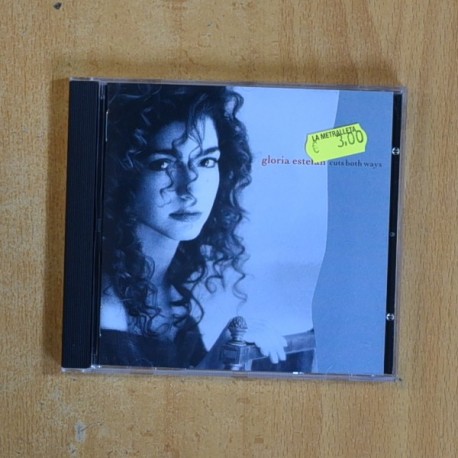 LA METRALLETA
€ 3.00
gloria estefan cuts both ways